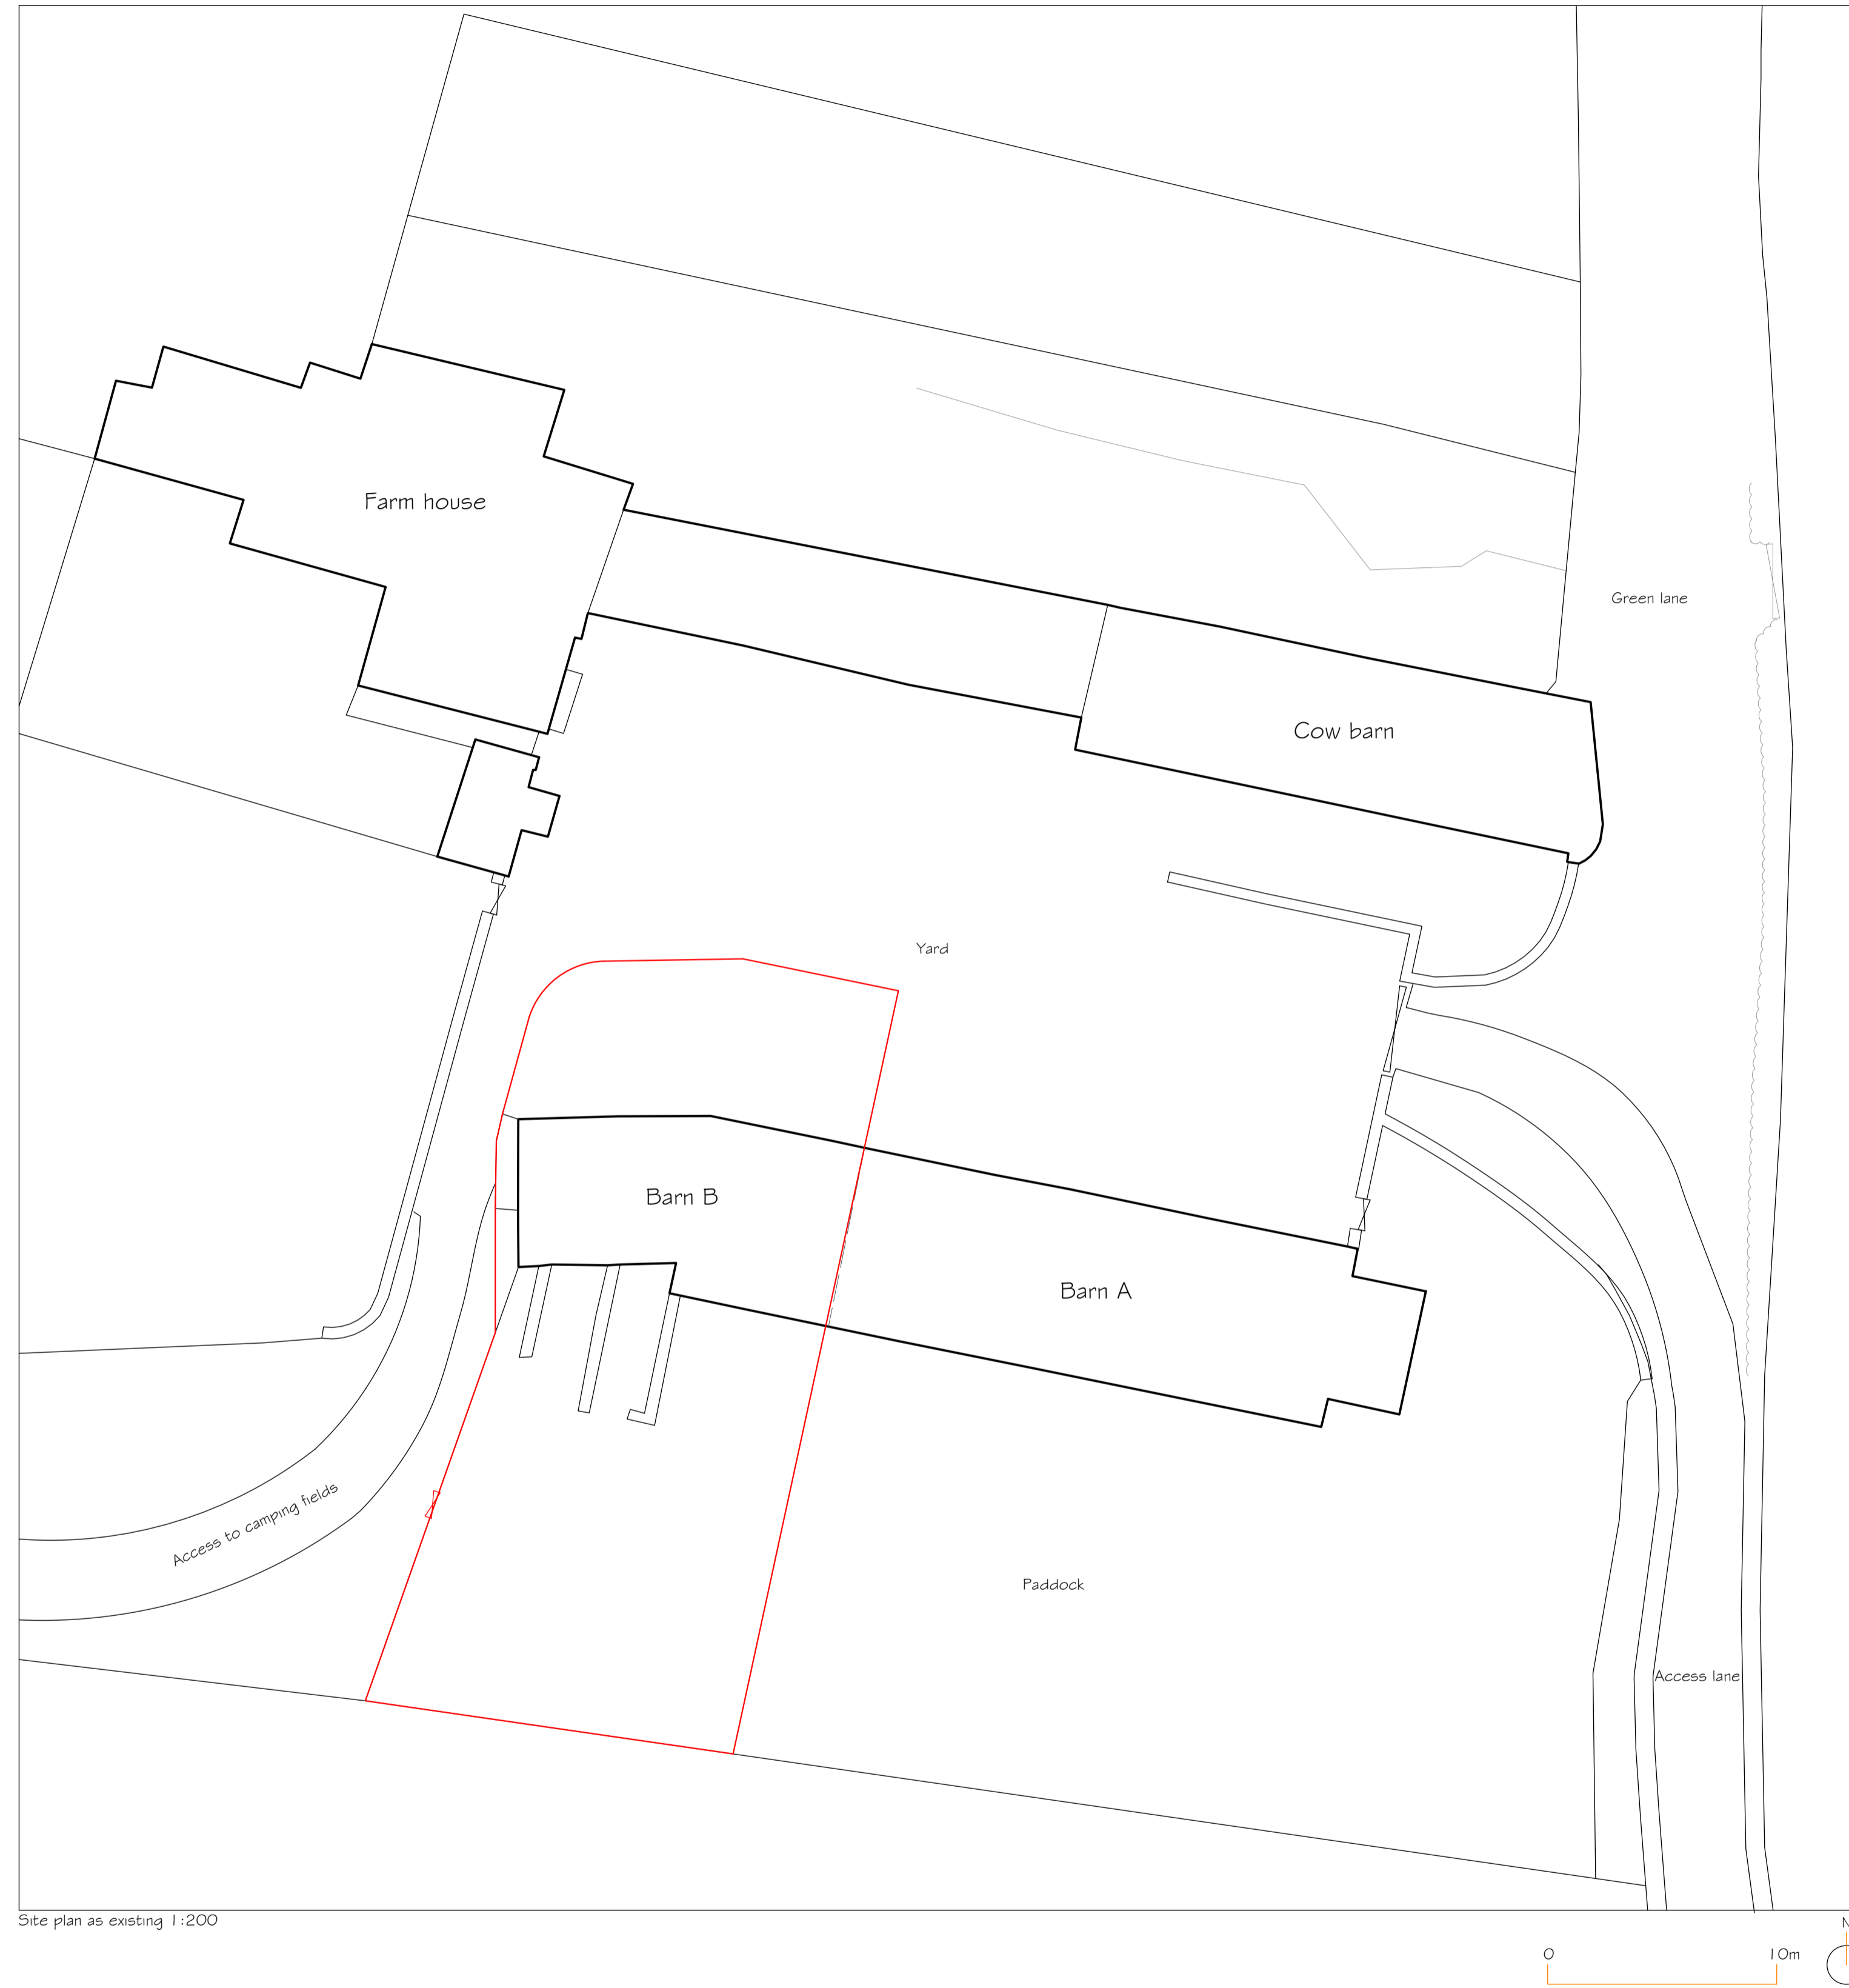 Farm house
Green lane
Cow barn
Yard
Barn B
Barn A
Access to camping fields
Paddock
Access lane
Site plan as existing 1:200
N
0 10m